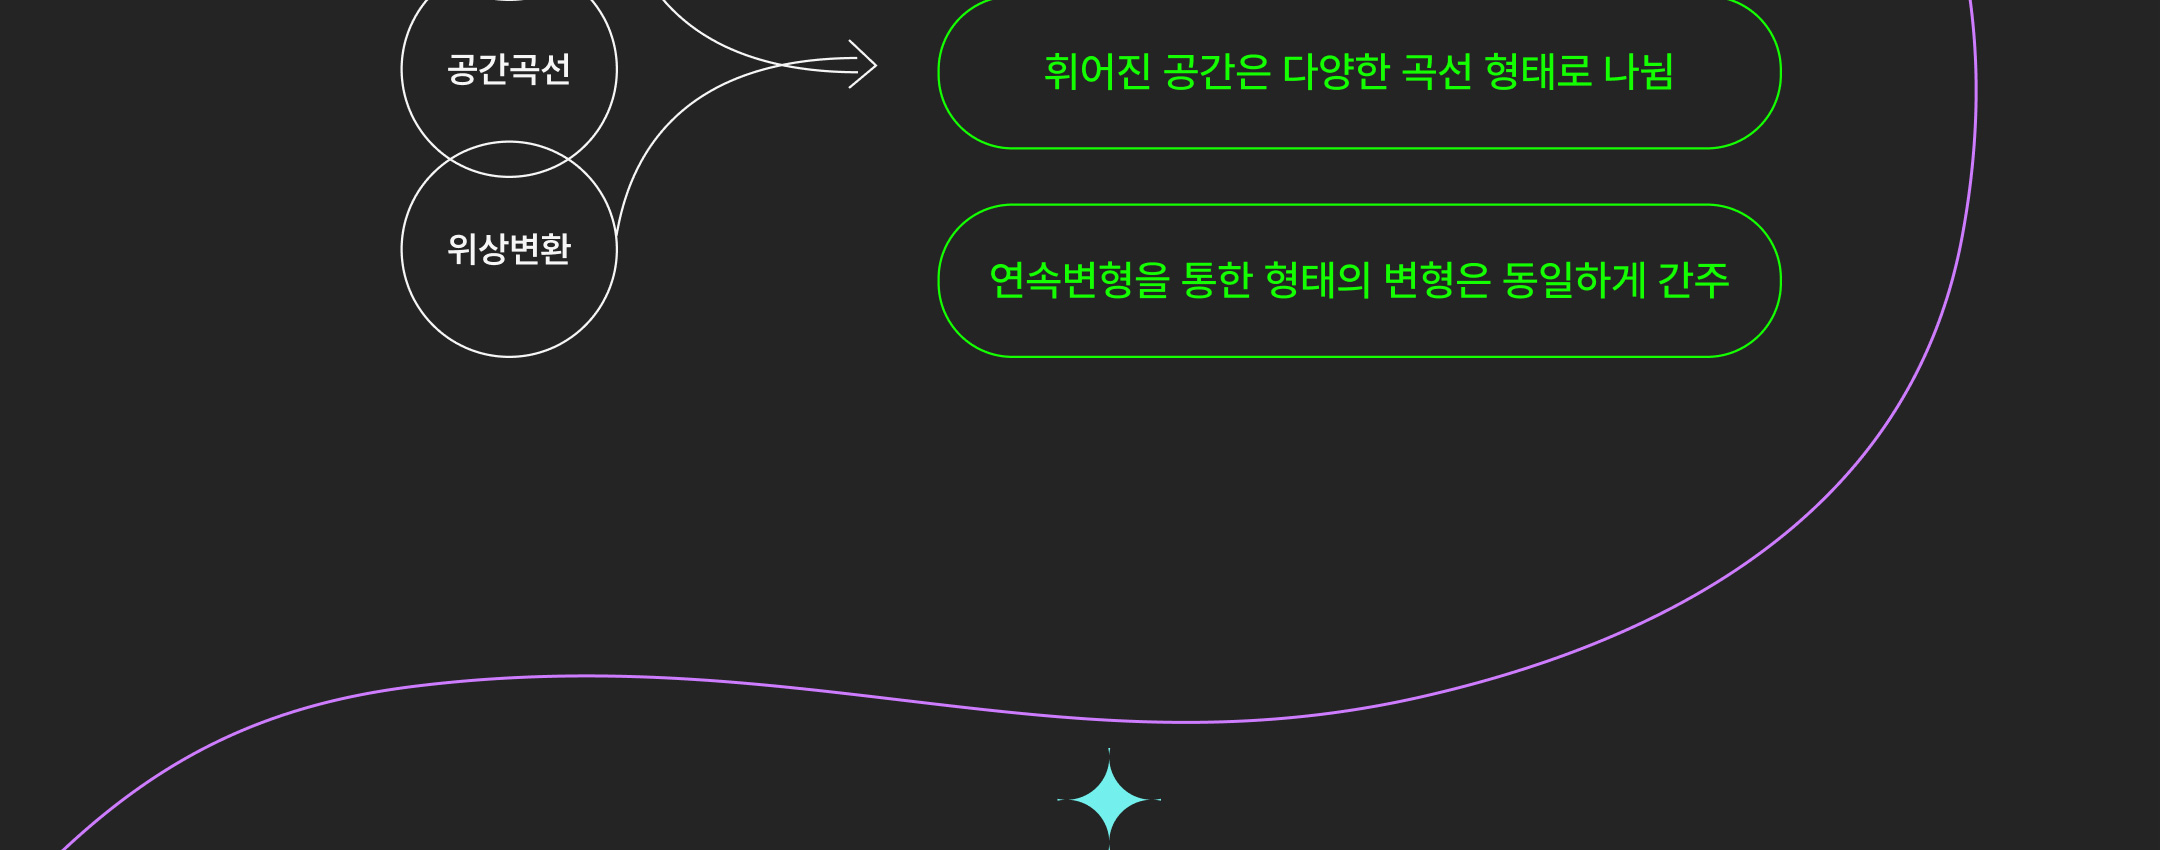 공간곡선
휘어진 공간은 다양한 곡선 형태로 나뉨
위상변환
연속변형을 통한 형태의 변형은 동일하게 간주